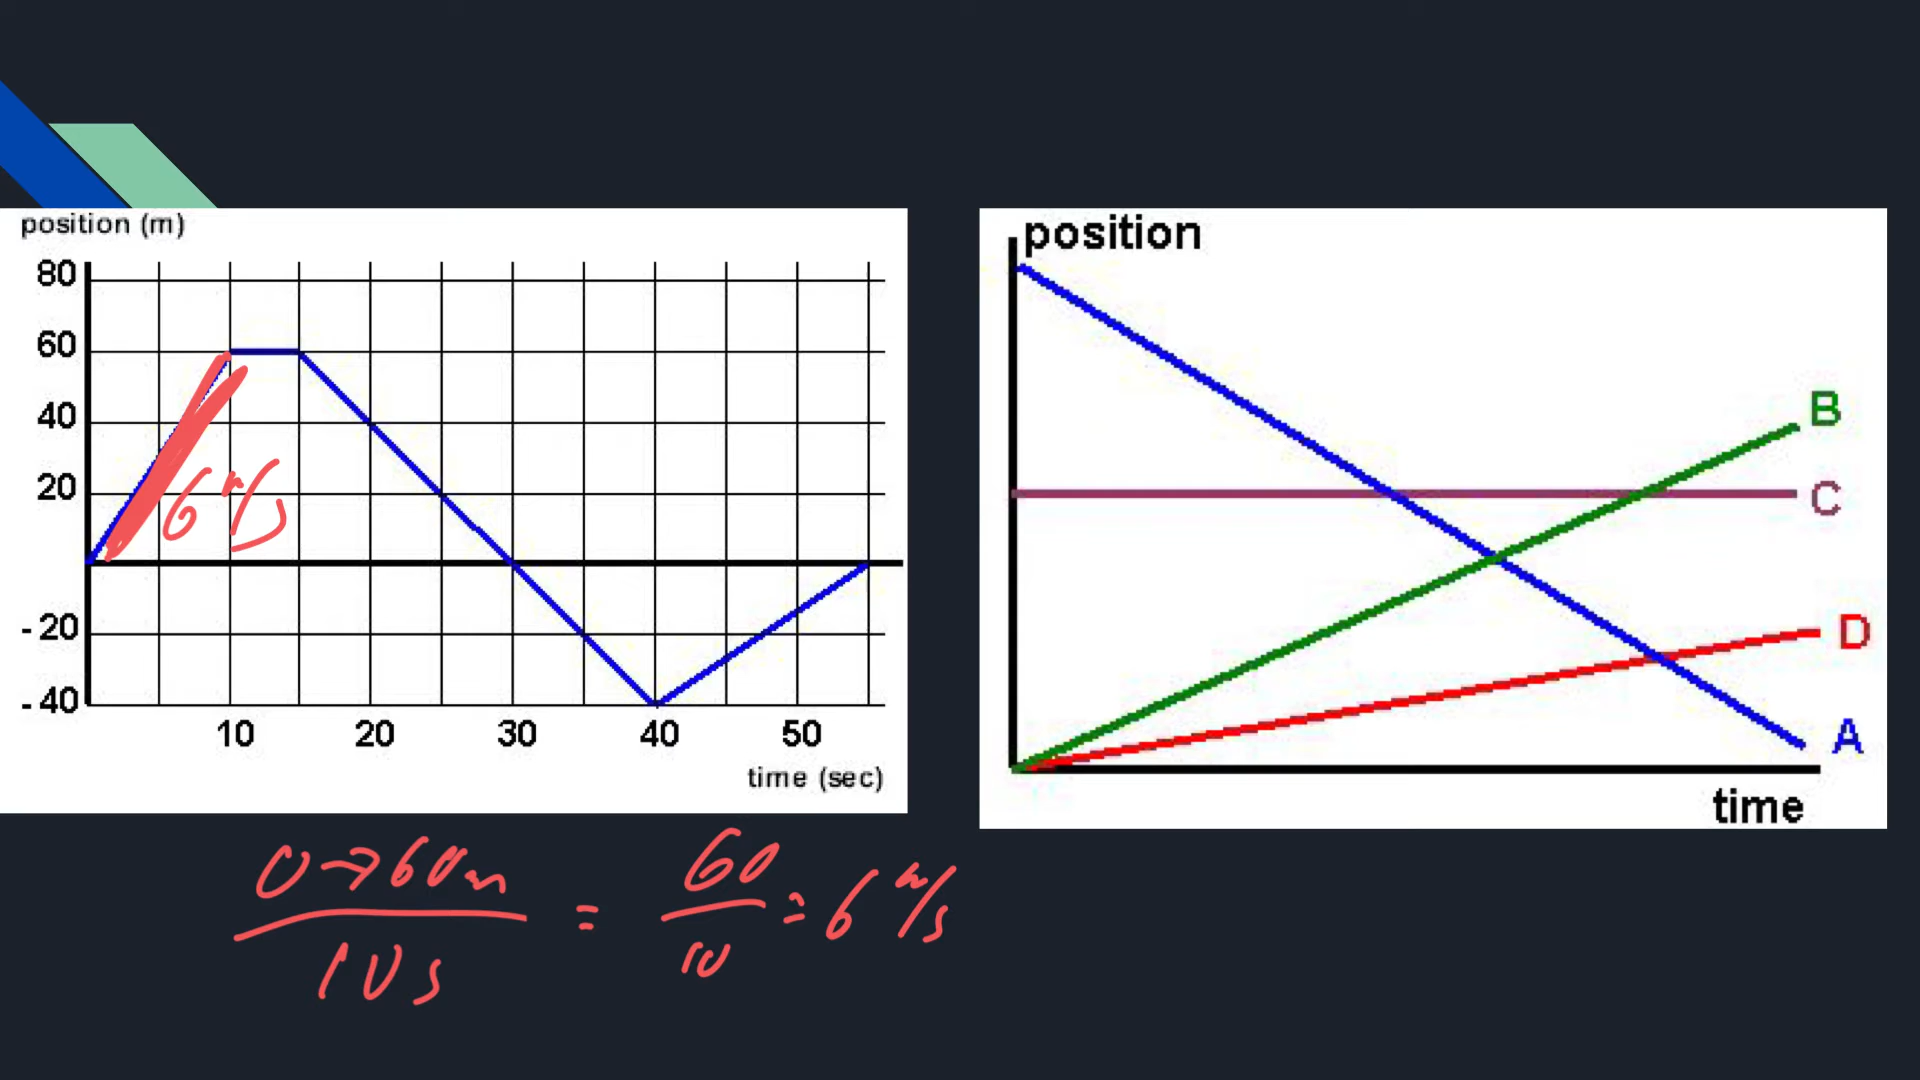 position (m)
80
60
40
20
-20
-40
10 20 30 40 50
time (sec)
6 m/s
position
B
C
D
A
time
0→60m
10s
=
60
10
= 6 m/s